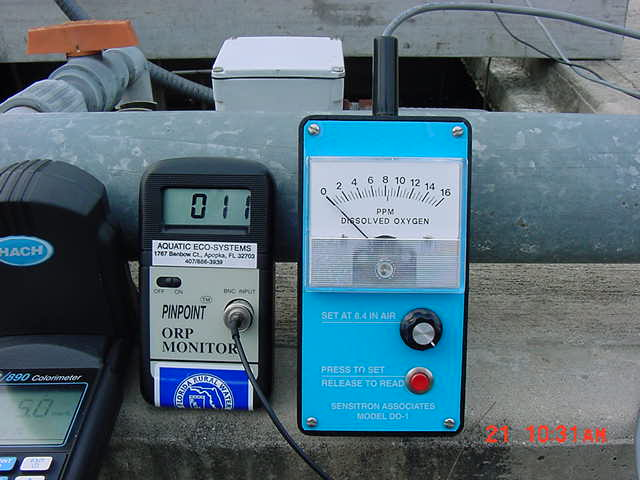 HACH
/890 Colorimeter
5.0
011
AQUATIC ECO-SYSTEMS
1767 Benbow Ct., Apopka, FL 32703
407/886-3939
OFF ON
BNC INPUT
PINPOINT™
ORP
MONITOR
FLORIDA RURAL WATER
0 2 4 6 8 10 12 14 16
PPM
DISSOLVED OXYGEN
SET AT 8.4 IN AIR
PRESS TO SET
RELEASE TO READ
SENSITRON ASSOCIATES
MODEL DO-1
21 10:31AM